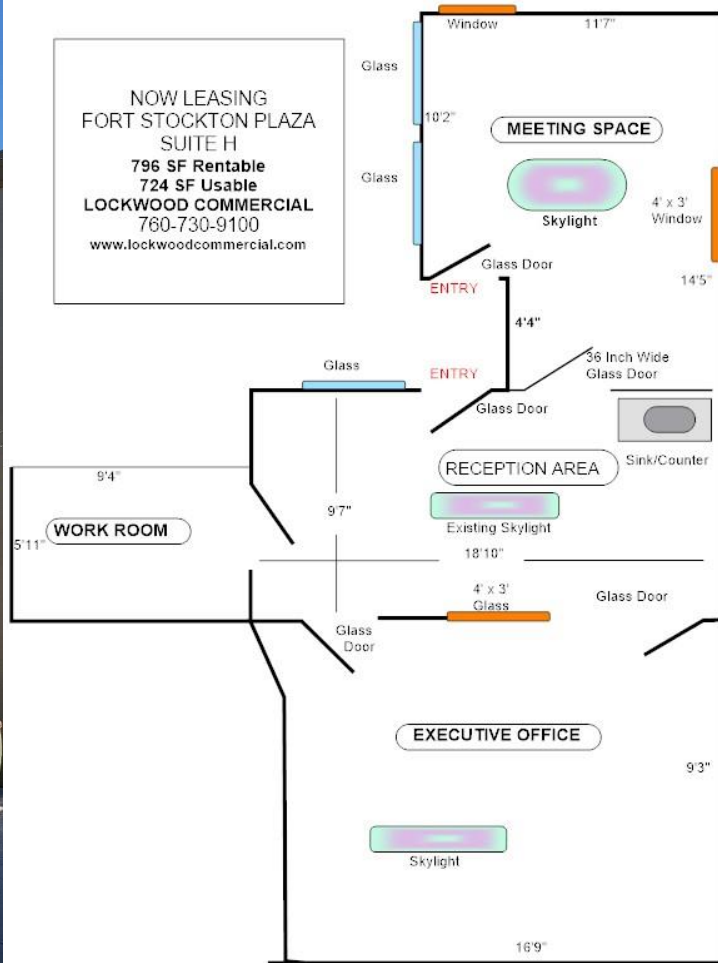 NOW LEASING
FORT STOCKTON PLAZA
SUITE H
796 SF Rentable
724 SF Usable
LOCKWOOD COMMERCIAL
760-730-9100
www.lockwoodcommercial.com
Window
11'7"
Glass
10'2"
MEETING SPACE
Glass
4' x 3'
Window
Skylight
Glass Door
14'5"
ENTRY
4'4"
36 Inch Wide
Glass Door
Glass
ENTRY
Glass Door
RECEPTION AREA
Sink/Counter
9'4"
9'7"
WORK ROOM
Existing Skylight
5'11"
18'10"
4' x 3'
Glass
Glass Door
Glass
Door
EXECUTIVE OFFICE
9'3"
Skylight
16'9"